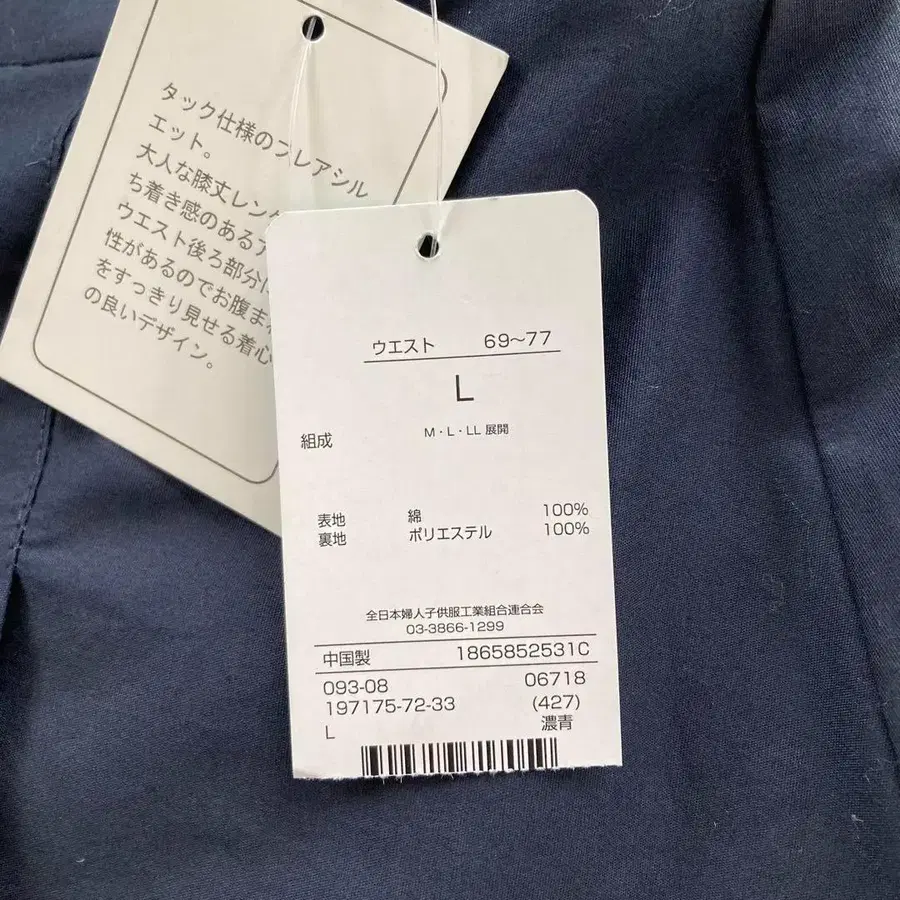 タック仕様のフレアシル
エット。
大人な膝丈レン
ち着き感のある
ウエスト後ろ部分
性があるのでお腹ま
をすっきり見せる着心
の良いデザイン。
ウエスト 69〜77
L
M・L・LL 展開
組成
表地 綿 100%
裏地 ポリエステル 100%
全日本婦人子供服工業組合連合会
03-3866-1299
中国製 1865852531C
093-08 06718
197175-72-33 (427)
L 濃青